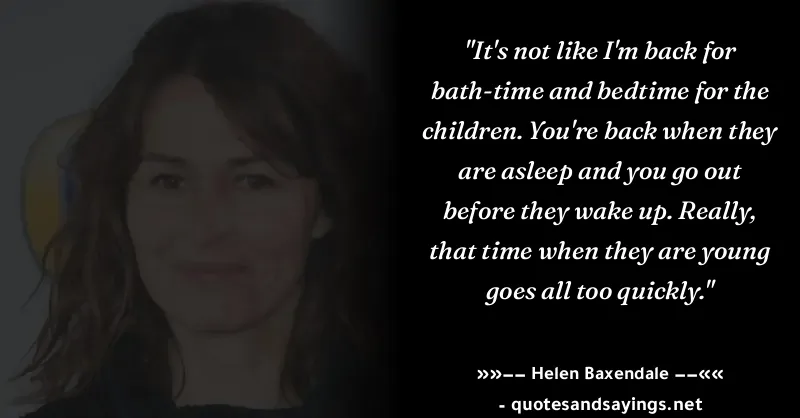 "It's not like I'm back for
bath-time and bedtime for the
children. You're back when they
are asleep and you go out
before they wake up. Really,
that time when they are young
goes all too quickly."
»»–– Helen Baxendale ––««
- quotesandsayings.net